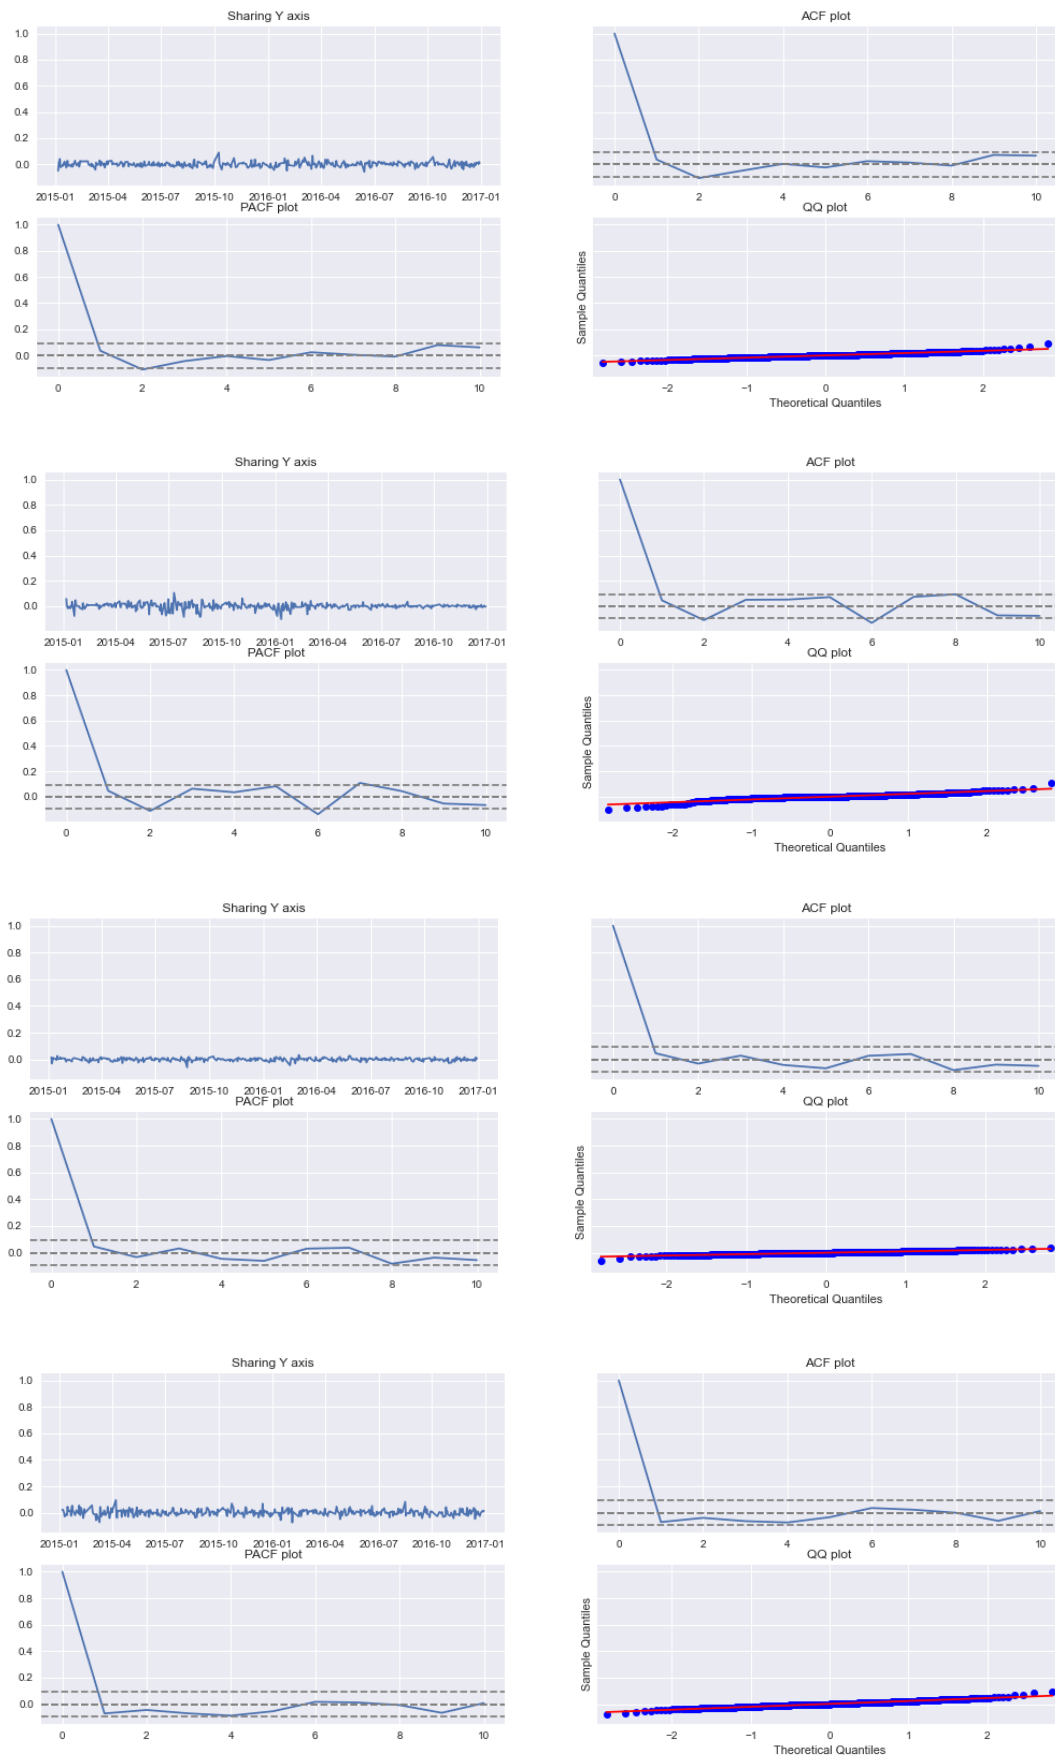 Sharing Y axis
ACF plot
1.0
0.8
0.6
0.4
0.2
0.0
2015-01 2015-04 2015-07 2015-10 2016-01 2016-04 2016-07 2016-10 2017-01
0 2 4 6 8 10
PACF plot
QQ plot
1.0
0.8
0.6
0.4
0.2
0.0
0 2 4 6 8 10
Sample Quantiles
−2 −1 0 1 2
Theoretical Quantiles
Sharing Y axis
ACF plot
1.0
0.8
0.6
0.4
0.2
0.0
2015-01 2015-04 2015-07 2015-10 2016-01 2016-04 2016-07 2016-10 2017-01
0 2 4 6 8 10
PACF plot
QQ plot
1.0
0.8
0.6
0.4
0.2
0.0
0 2 4 6 8 10
Sample Quantiles
−2 −1 0 1 2
Theoretical Quantiles
Sharing Y axis
ACF plot
1.0
0.8
0.6
0.4
0.2
0.0
2015-01 2015-04 2015-07 2015-10 2016-01 2016-04 2016-07 2016-10 2017-01
0 2 4 6 8 10
PACF plot
QQ plot
1.0
0.8
0.6
0.4
0.2
0.0
0 2 4 6 8 10
Sample Quantiles
−2 −1 0 1 2
Theoretical Quantiles
Sharing Y axis
ACF plot
1.0
0.8
0.6
0.4
0.2
0.0
2015-01 2015-04 2015-07 2015-10 2016-01 2016-04 2016-07 2016-10 2017-01
0 2 4 6 8 10
PACF plot
QQ plot
1.0
0.8
0.6
0.4
0.2
0.0
0 2 4 6 8 10
Sample Quantiles
−2 −1 0 1 2
Theoretical Quantiles